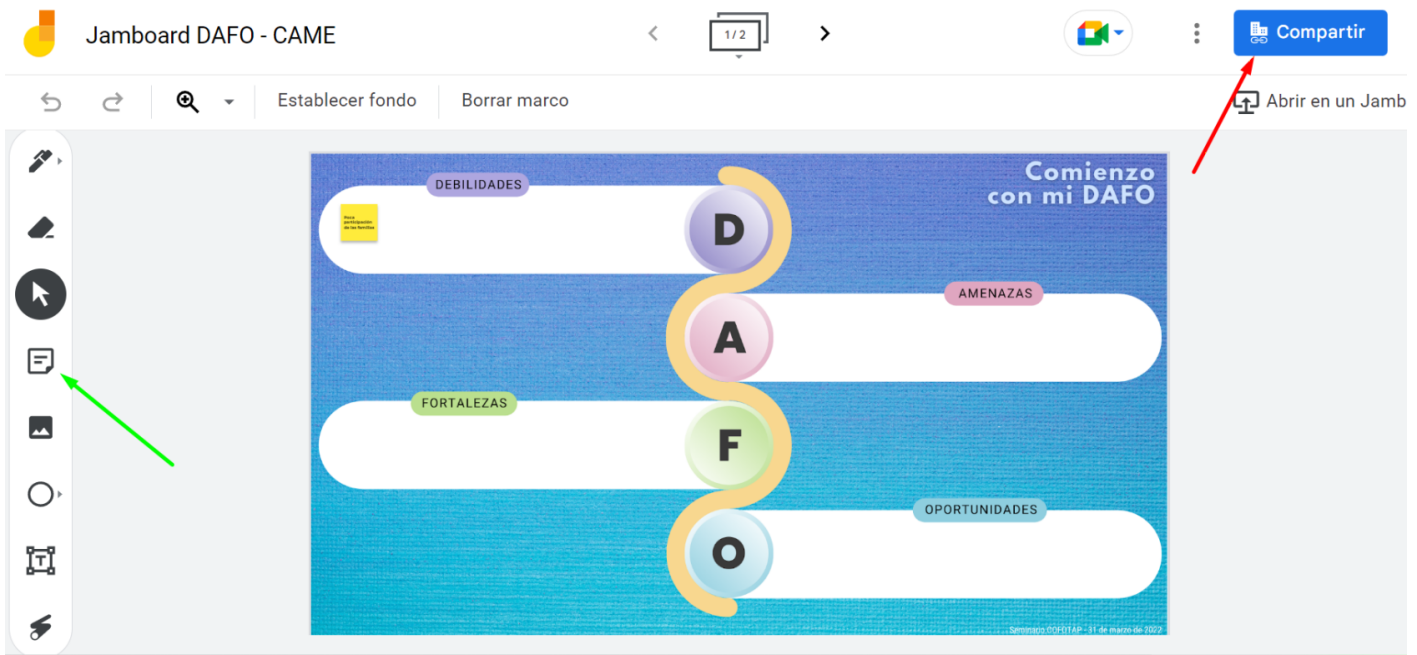 Jamboard DAFO - CAME
1/2
Compartir
Establecer fondo
Borrar marco
Abrir en un Jamb
Comienzo
con mi DAFO
DEBILIDADES
Poca
participación
de las familias
D
AMENAZAS
A
FORTALEZAS
F
OPORTUNIDADES
O
T
Seminario COFOTAP - 31 de marzo de 2022